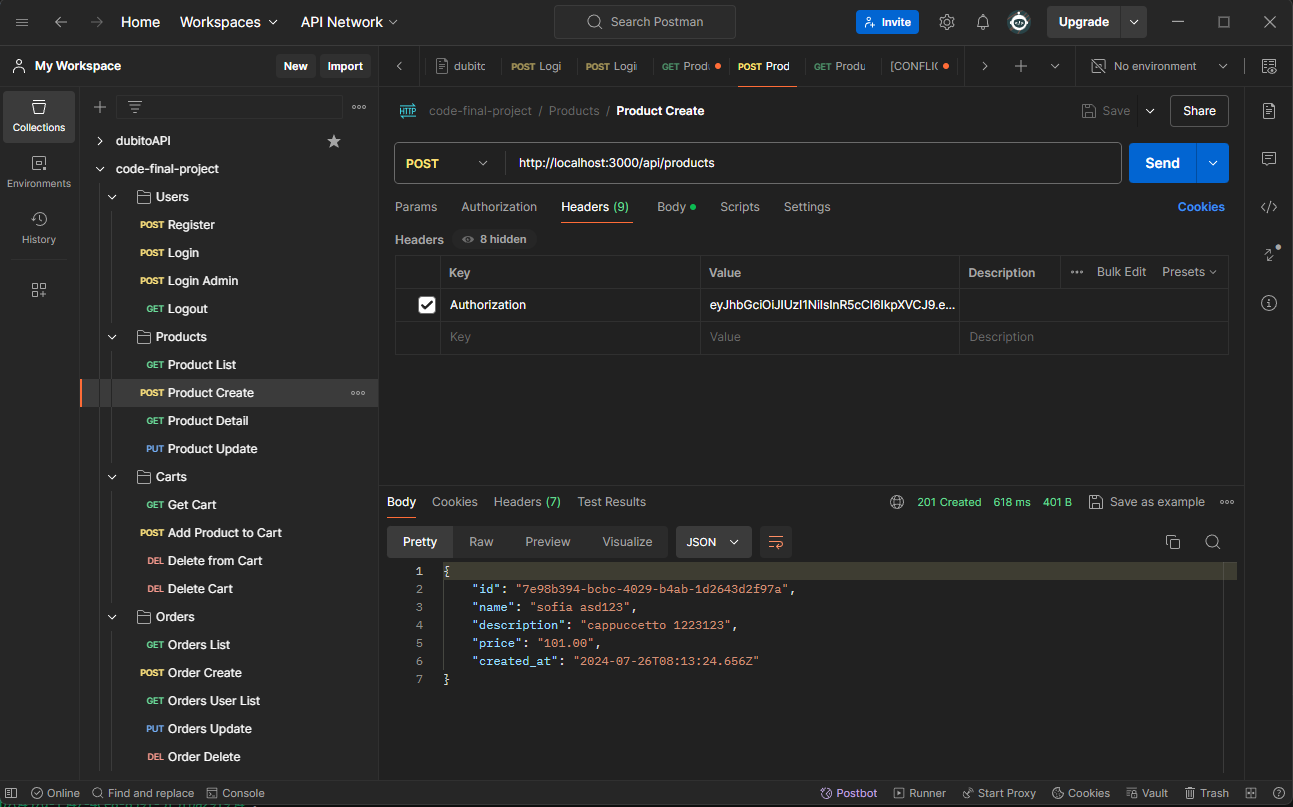 Home Workspaces API Network Search Postman Invite Upgrade
My Workspace New Import
dubito POST Logi POST Logi GET Produ POST Prod GET Produ [CONFLIC No environment
Collections
Environments
History
dubitoAPI
code-final-project
Users
POST Register
POST Login
POST Login Admin
GET Logout
Products
GET Product List
POST Product Create
GET Product Detail
PUT Product Update
Carts
GET Get Cart
POST Add Product to Cart
DEL Delete from Cart
DEL Delete Cart
Orders
GET Orders List
POST Order Create
GET Orders User List
PUT Orders Update
DEL Order Delete
HTTP code-final-project / Products / Product Create Save Share
POST http://localhost:3000/api/products Send
Params Authorization Headers (9) Body Scripts Settings Cookies
Headers 8 hidden
Key Value Description Bulk Edit Presets
Authorization eyJhbGciOiJIUzI1NiIsInR5cCI6IkpXVCJ9.e...
Key Value Description
Body Cookies Headers (7) Test Results 201 Created 618 ms 401 B Save as example
Pretty Raw Preview Visualize JSON
1 {
2 "id": "7e98b394-bcbc-4029-b4ab-1d2643d2f97a",
3 "name": "sofia asd123",
4 "description": "cappuccetto 1223123",
5 "price": "101.00",
6 "created_at": "2024-07-26T08:13:24.656Z"
7 }
Online Find and replace Console Postbot Runner Start Proxy Cookies Vault Trash